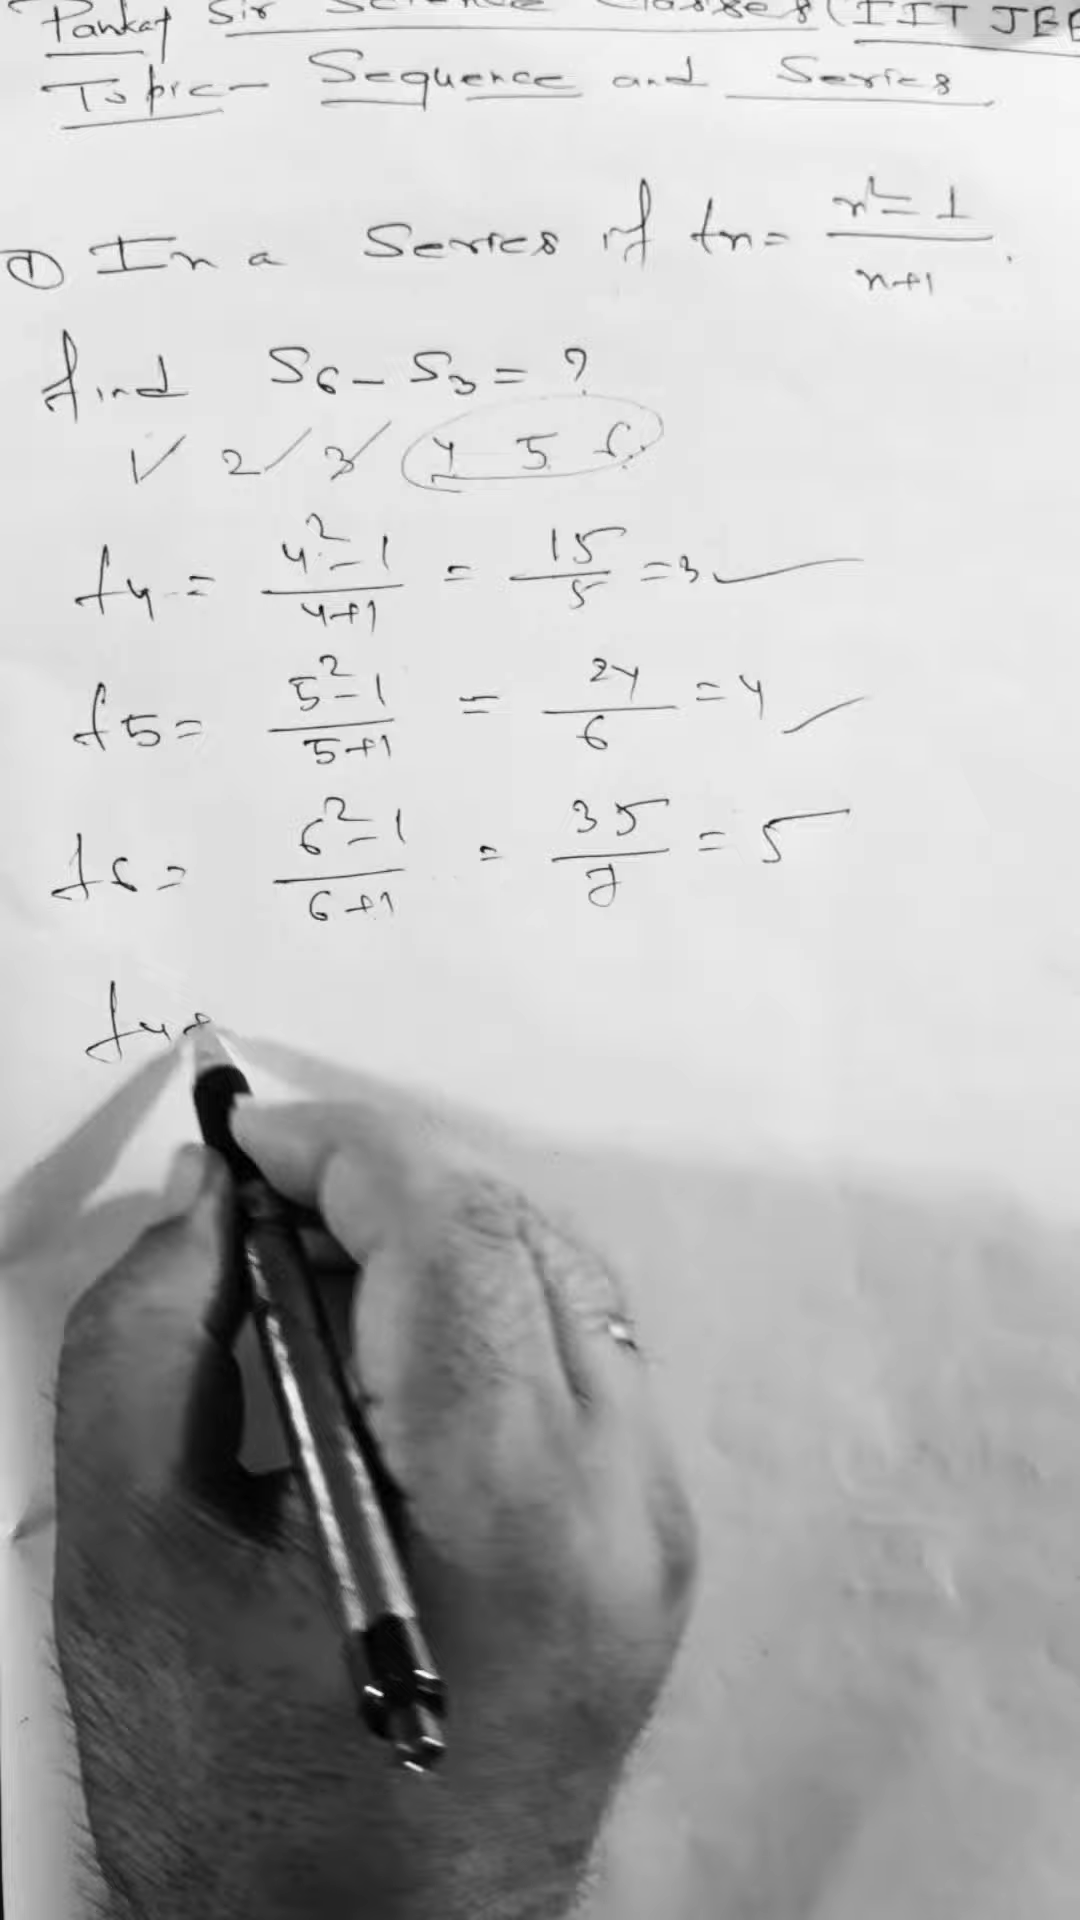 Pankaj Sir Science Classes (IIT JEE
Topic - Sequence and Series
① In a Series if tn = n² - 1 / n+1 .
find S6 - S3 = ?
1 2 3 4 5 6
t4 = 4² - 1 / 4+1 = 15 / 5 = 3
t5 = 5² - 1 / 5+1 = 24 / 6 = 4
t6 = 6² - 1 / 6+1 = 35 / 7 = 5
t4 +